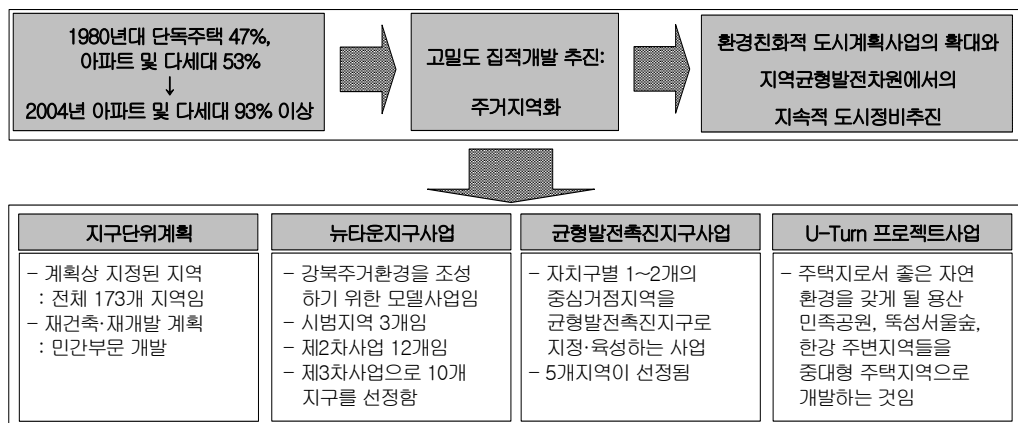 1980년대 단독주택 47%,
아파트 및 다세대 53%
↓
2004년 아파트 및 다세대 93% 이상
고밀도 집적개발 추진:
주거지역화
환경친화적 도시계획사업의 확대와
지역균형발전차원에서의
지속적 도시정비추진
지구단위계획
- 계획상 지정된 지역
: 전체 173개 지역임
- 재건축·재개발 계획
: 민간부문 개발
뉴타운지구사업
- 강북주거환경을 조성
하기 위한 모델사업임
- 시범지역 3개임
- 제2차사업 12개임
- 제3차사업으로 10개
지구를 선정함
균형발전촉진지구사업
- 자치구별 1~2개의
중심거점지역을
균형발전촉진지구로
지정·육성하는 사업
- 5개지역이 선정됨
U-Turn 프로젝트사업
- 주택지로서 좋은 자연
환경을 갖게 될 용산
민족공원, 뚝섬서울숲,
한강 주변지역들을
중대형 주택지역으로
개발하는 것임